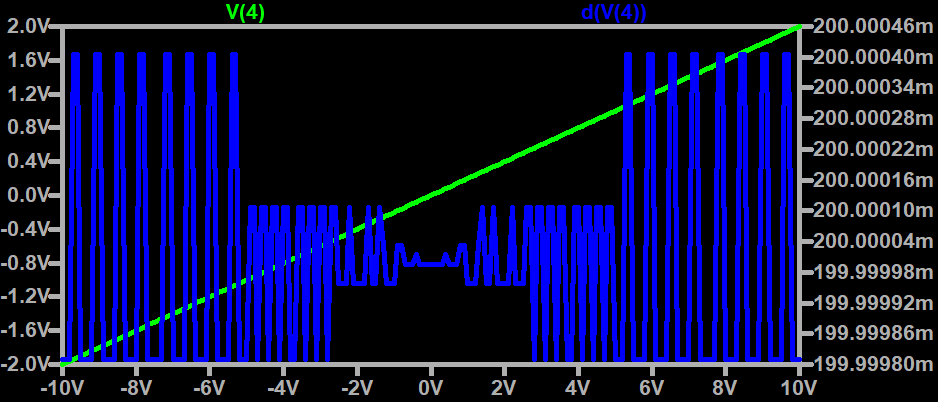 V(4) d(V(4))
2.0V 200.00046m
1.6V 200.00040m
1.2V 200.00034m
0.8V 200.00028m
0.4V 200.00022m
0.0V 200.00016m
-0.4V 200.00010m
-0.8V 200.00004m
-1.2V 199.99998m
-1.6V 199.99992m
-2.0V 199.99986m
199.99980m
-10V -8V -6V -4V -2V 0V 2V 4V 6V 8V 10V